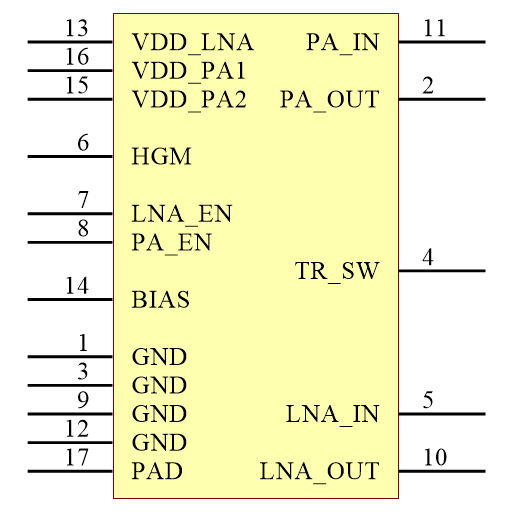 13 VDD_LNA PA_IN 11
16 VDD_PA1
15 VDD_PA2 PA_OUT 2
6 HGM
7 LNA_EN
8 PA_EN
TR_SW 4
14 BIAS
1 GND
3 GND
9 GND LNA_IN 5
12 GND
17 PAD LNA_OUT 10